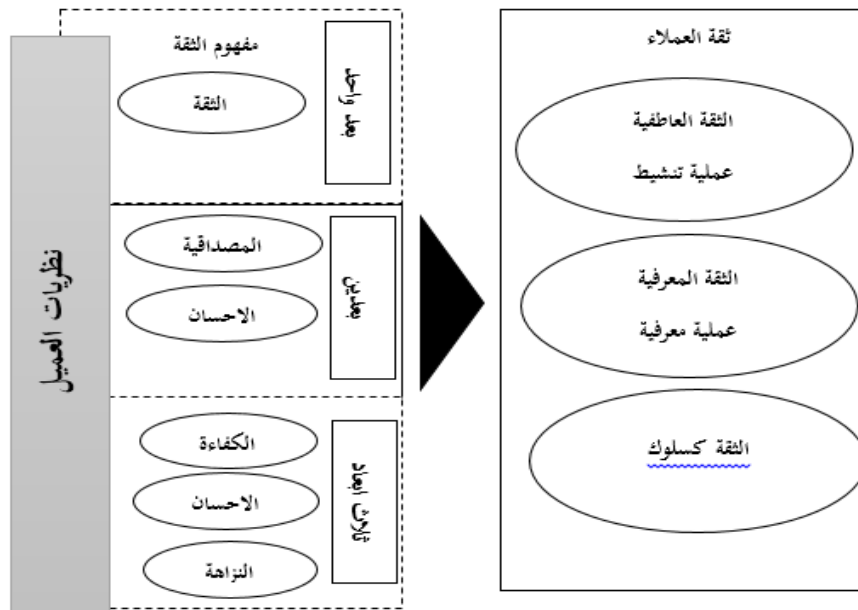 ثقة العملاء
الثقة العاطفية
عملية تنشيط
الثقة المعرفية
عملية معرفية
الثقة كسلوك
مفهوم الثقة
بعد واحد
الثقة
بعدين
المصداقية
الاحسان
ثلاث ابعاد
الكفاءة
الاحسان
النزاهة
نظريات العميل